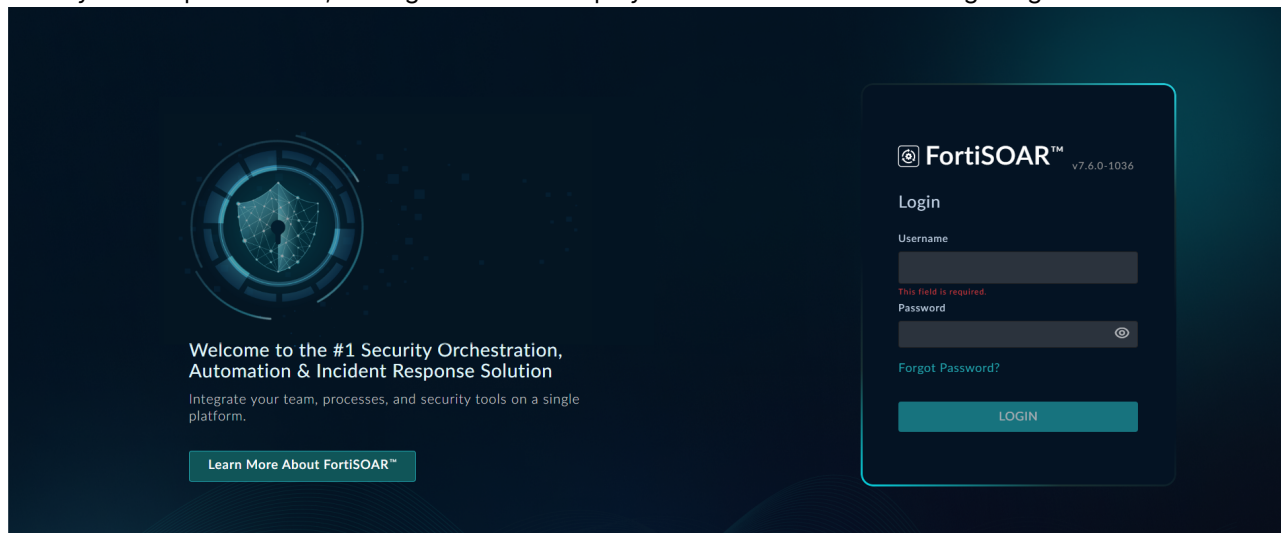 FortiSOAR™ v7.6.0-1036
Login
Username
This field is required.
Password
Forgot Password?
LOGIN
Welcome to the #1 Security Orchestration,
Automation & Incident Response Solution
Integrate your team, processes, and security tools on a single
platform.
Learn More About FortiSOAR™